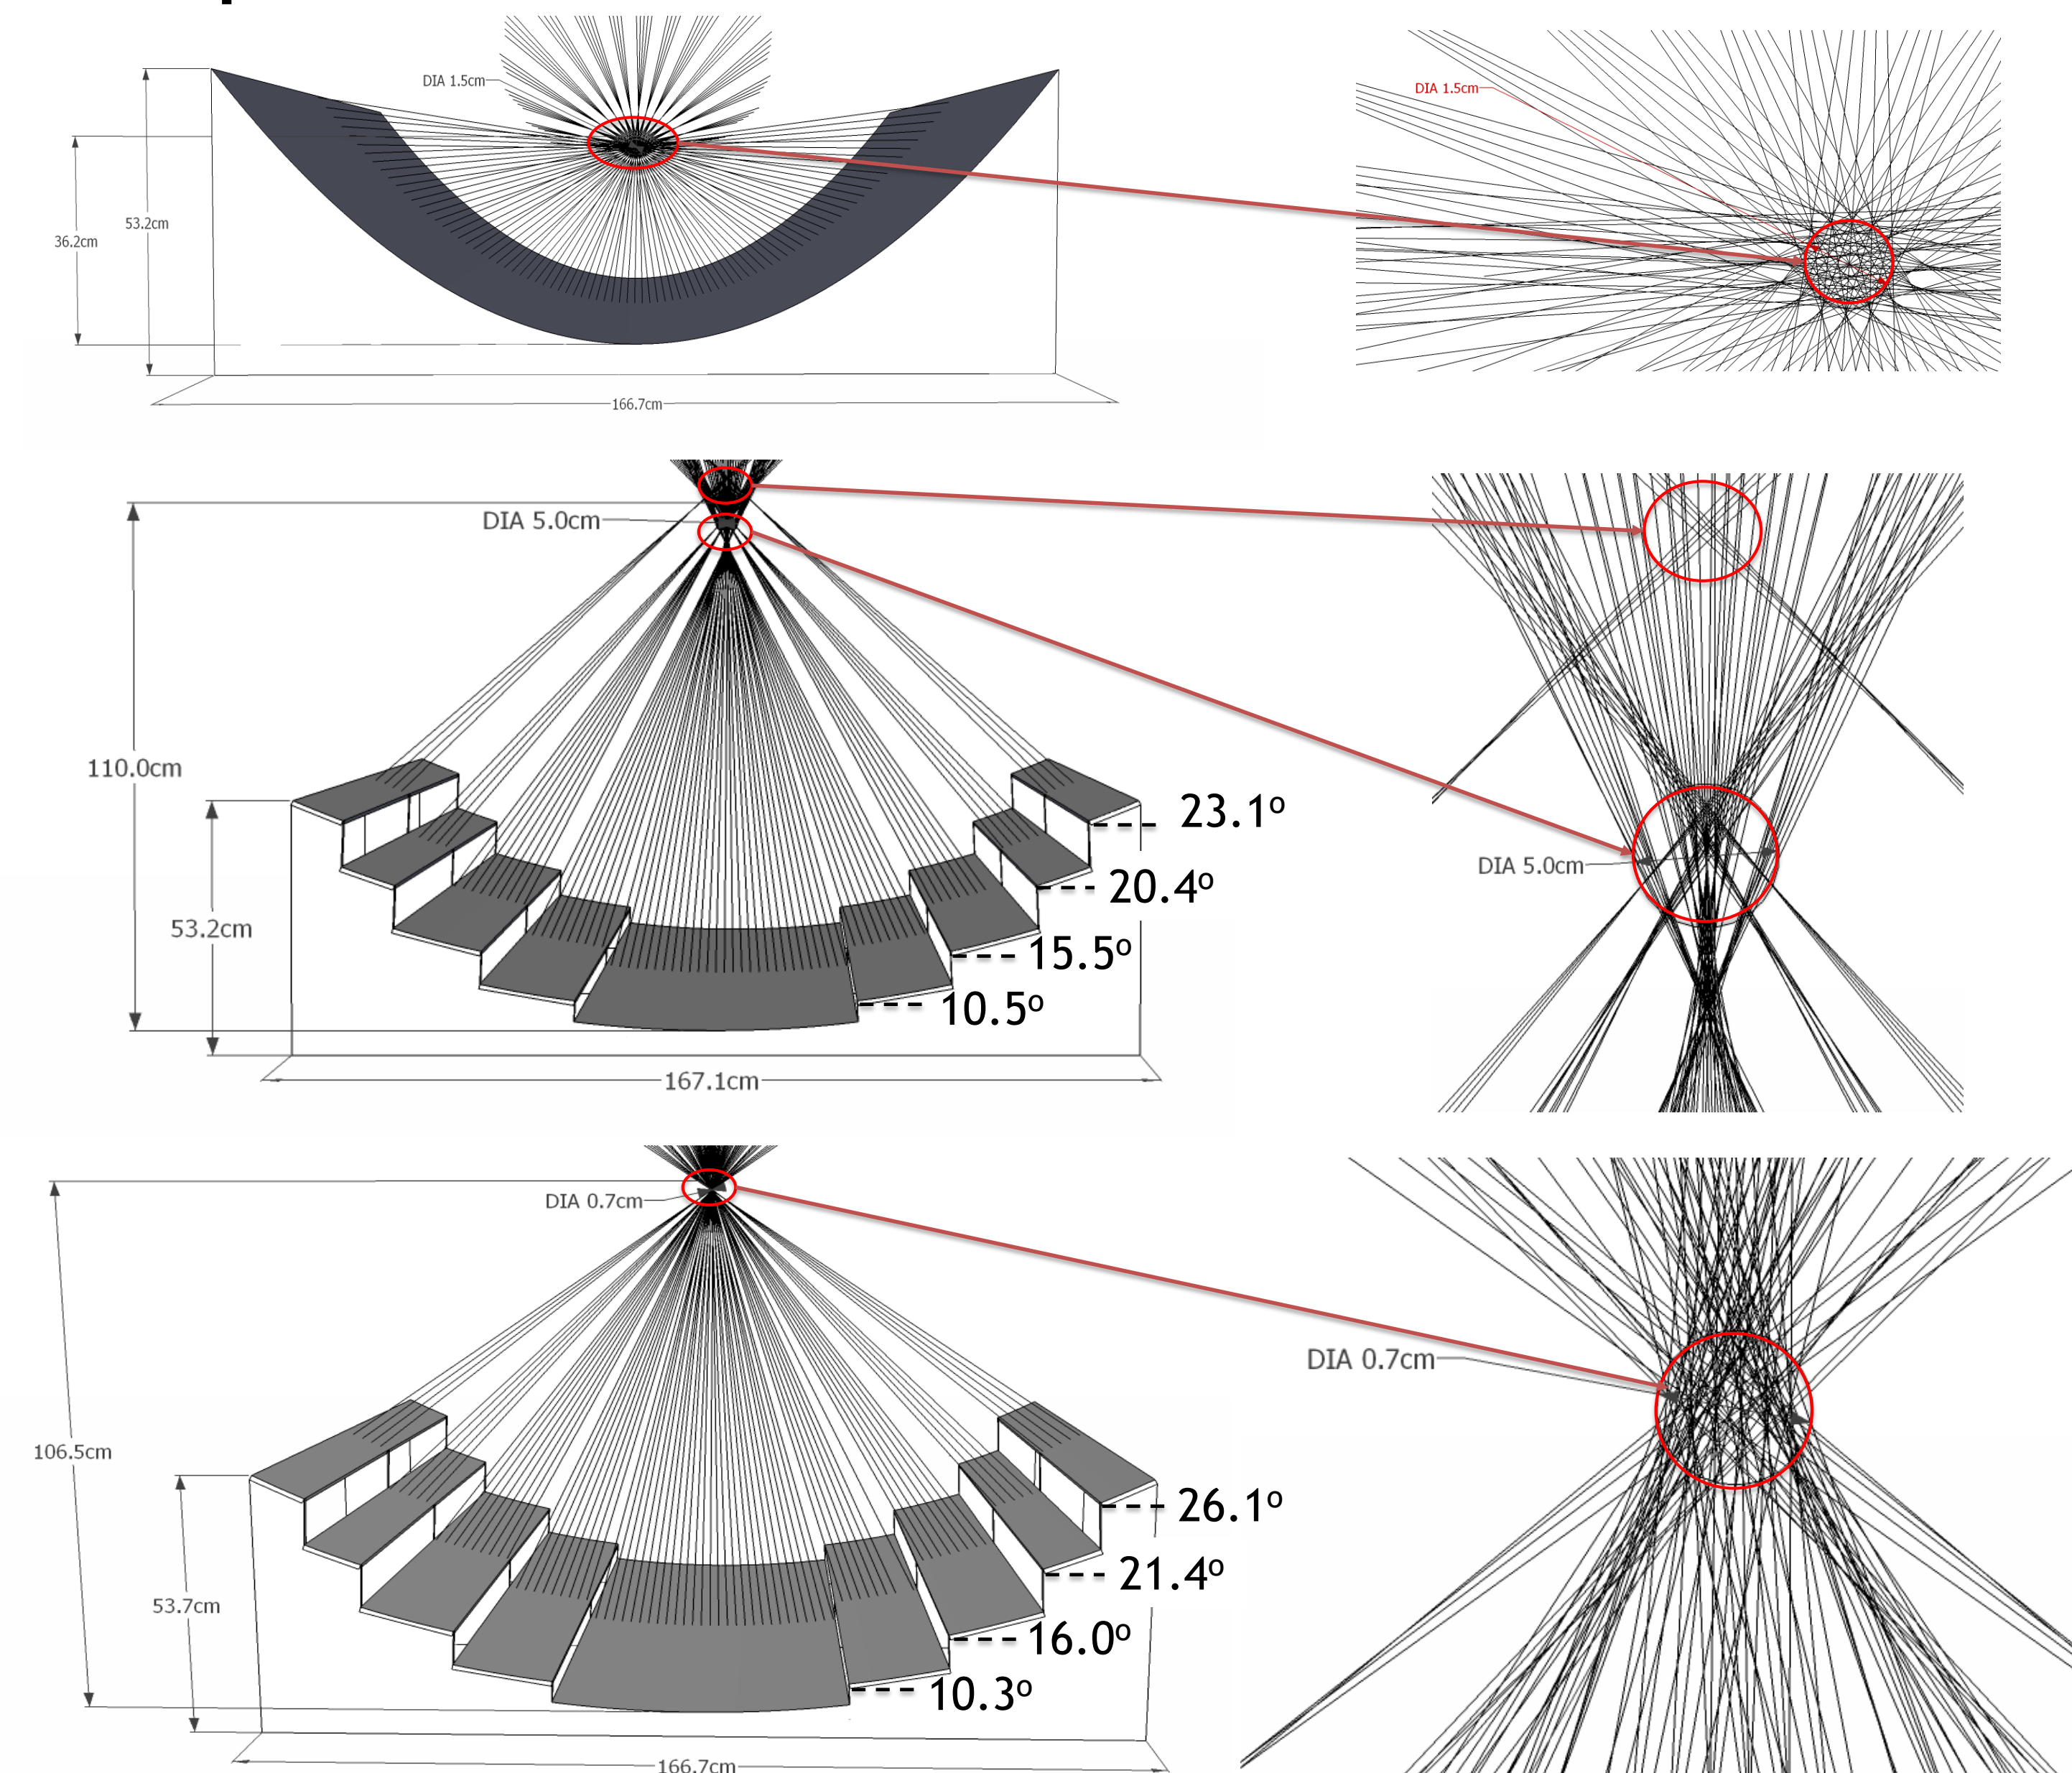 DIA 1.5cm
DIA 1.5cm
53.2cm
36.2cm
166.7cm
DIA 5.0cm
110.0cm
23.1º
DIA 5.0cm
20.4º
53.2cm
15.5º
10.5º
167.1cm
DIA 0.7cm
DIA 0.7cm
106.5cm
26.1º
21.4º
53.7cm
16.0º
10.3º
166.7cm